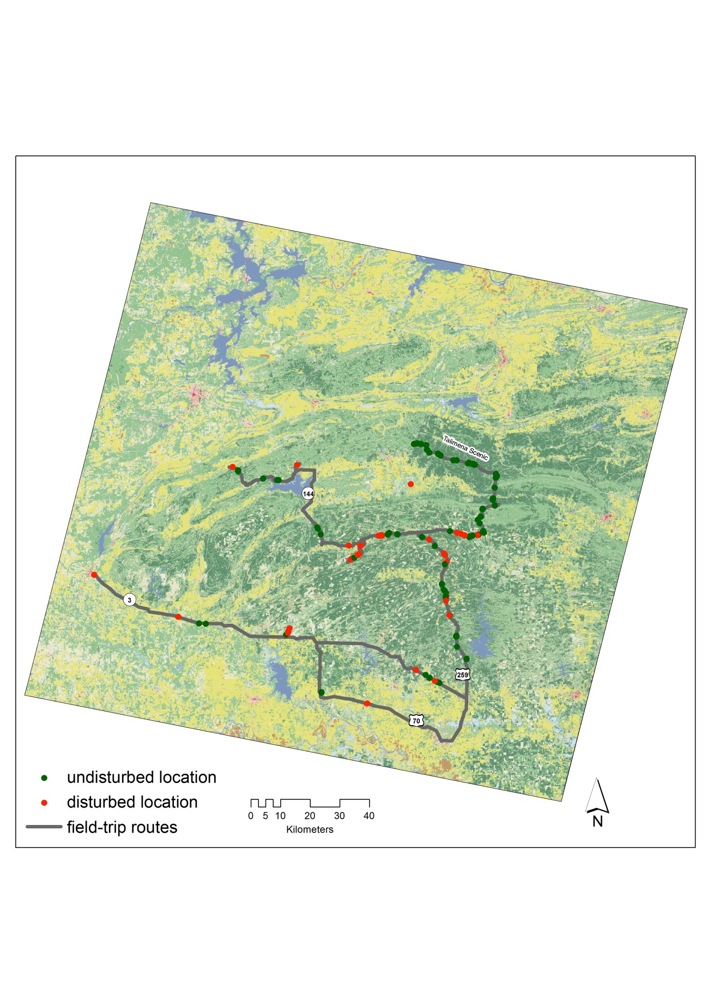 Talimena Scenic
144
3
259
70
undisturbed location
disturbed location
field-trip routes
0 5 10 20 30 40
Kilometers
N